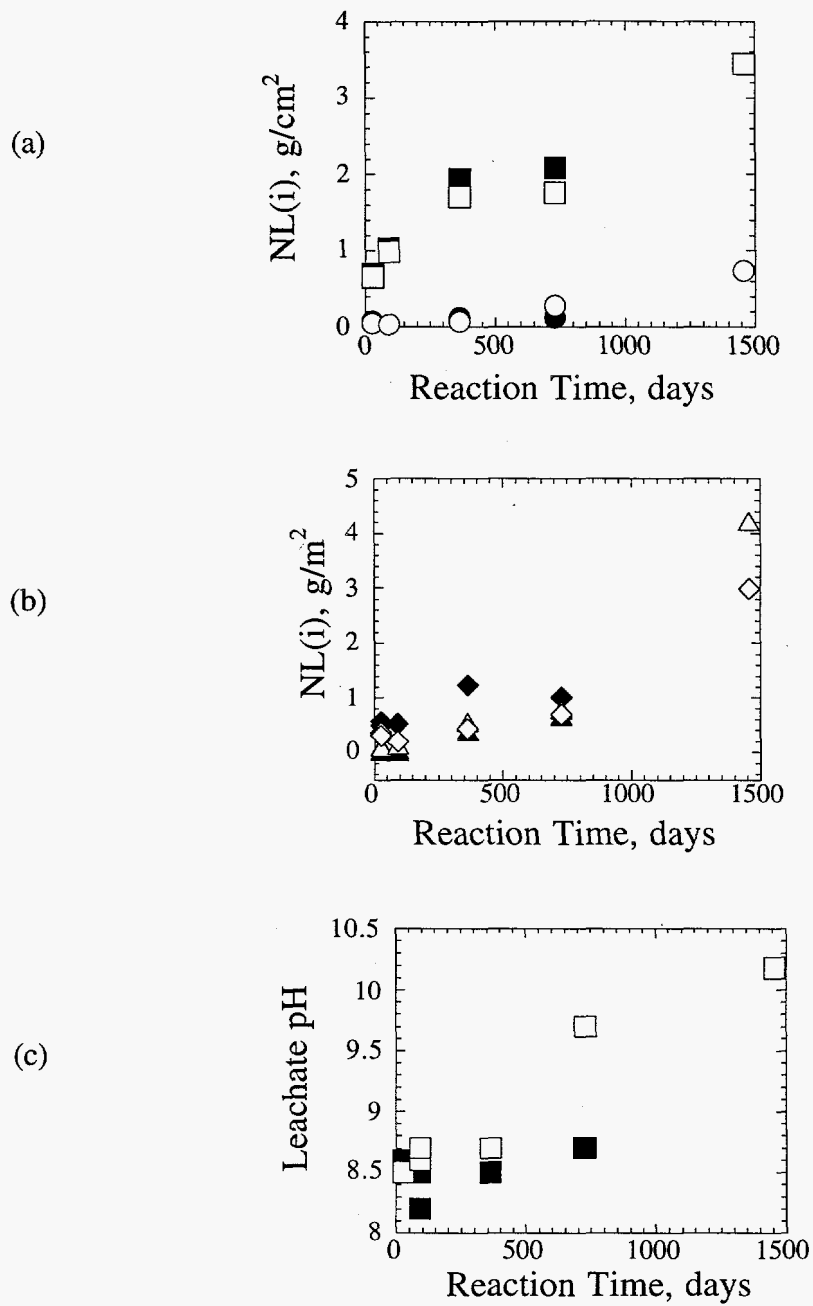 (a)
NL(i), g/cm²
4
3
2
1
0
0 500 1000 1500
Reaction Time, days
(b)
NL(i), g/m²
5
4
3
2
1
0
0 500 1000 1500
Reaction Time, days
(c)
Leachate pH
10.5
10
9.5
9
8.5
8
0 500 1000 1500
Reaction Time, days